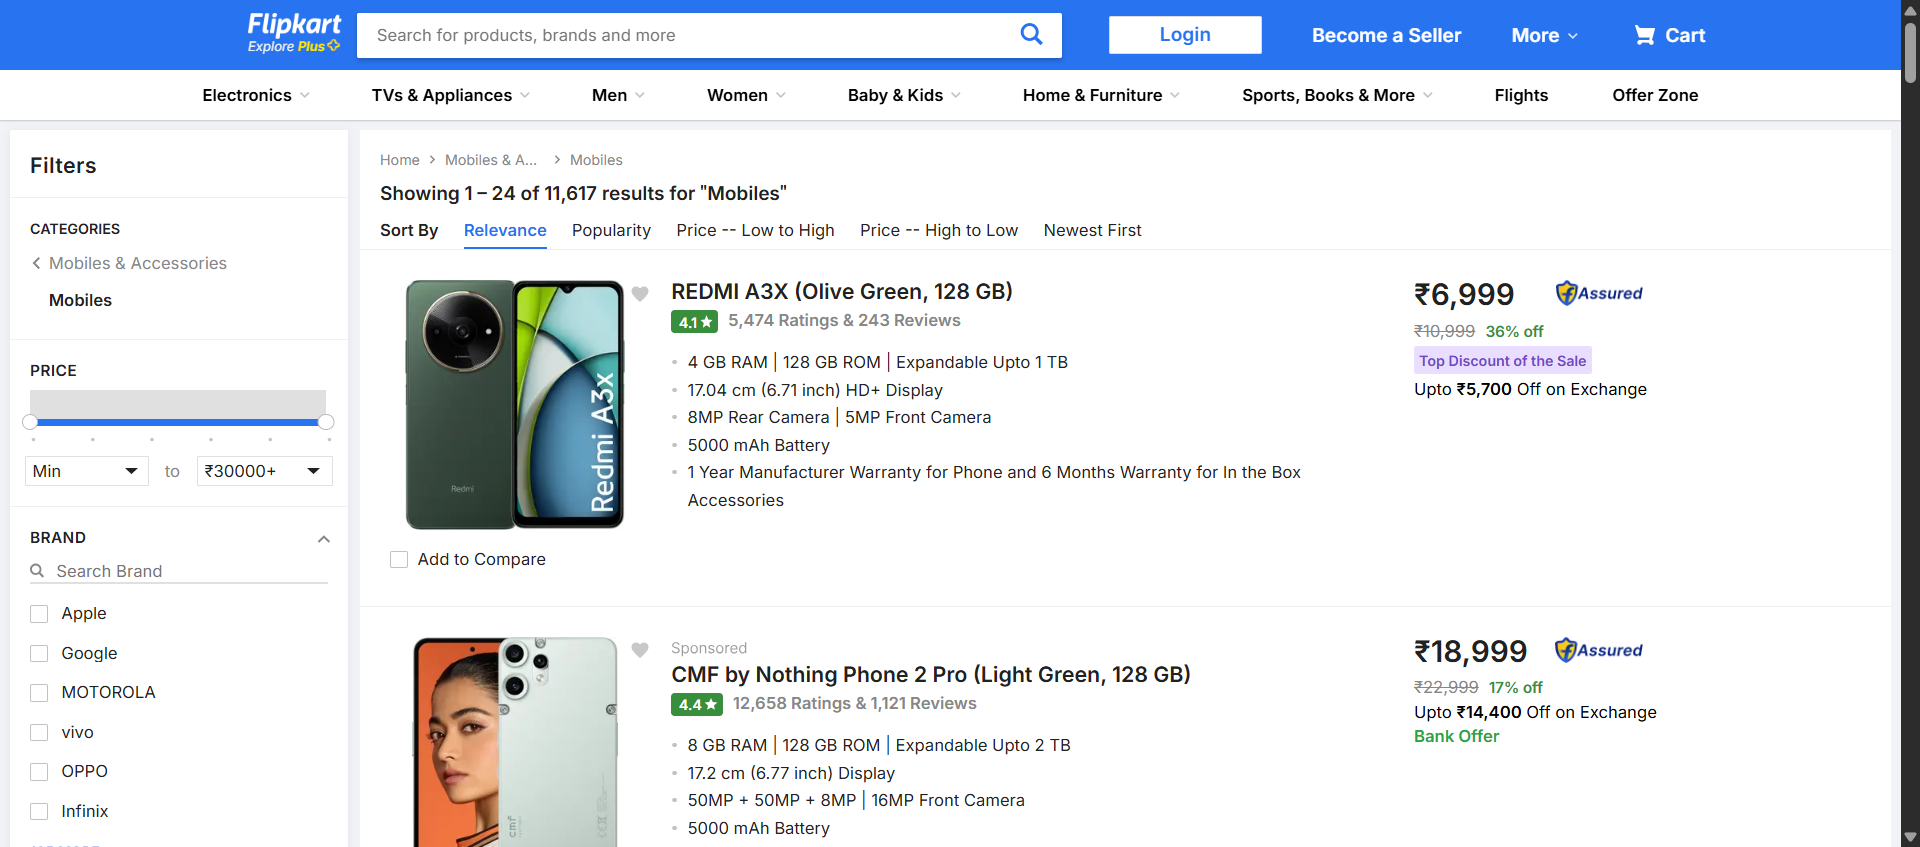 Flipkart
Explore Plus
Search for products, brands and more
Login
Become a Seller
More
Cart
Electronics
TVs & Appliances
Men
Women
Baby & Kids
Home & Furniture
Sports, Books & More
Flights
Offer Zone
Filters
CATEGORIES
Mobiles & Accessories
Mobiles
PRICE
Min
to
₹30000+
BRAND
Search Brand
Apple
Google
MOTOROLA
vivo
OPPO
Infinix
Home
Mobiles & A...
Mobiles
Showing 1 – 24 of 11,617 results for "Mobiles"
Sort By
Relevance
Popularity
Price -- Low to High
Price -- High to Low
Newest First
Redmi
Redmi A3x
Add to Compare
REDMI A3X (Olive Green, 128 GB)
4.1★
5,474 Ratings & 243 Reviews
4 GB RAM | 128 GB ROM | Expandable Upto 1 TB
17.04 cm (6.71 inch) HD+ Display
8MP Rear Camera | 5MP Front Camera
5000 mAh Battery
1 Year Manufacturer Warranty for Phone and 6 Months Warranty for In the Box
Accessories
₹6,999
Assured
₹10,999 36% off
Top Discount of the Sale
Upto ₹5,700 Off on Exchange
cmf
Sponsored
CMF by Nothing Phone 2 Pro (Light Green, 128 GB)
4.4★
12,658 Ratings & 1,121 Reviews
8 GB RAM | 128 GB ROM | Expandable Upto 2 TB
17.2 cm (6.77 inch) Display
50MP + 50MP + 8MP | 16MP Front Camera
5000 mAh Battery
₹18,999
Assured
₹22,999 17% off
Upto ₹14,400 Off on Exchange
Bank Offer